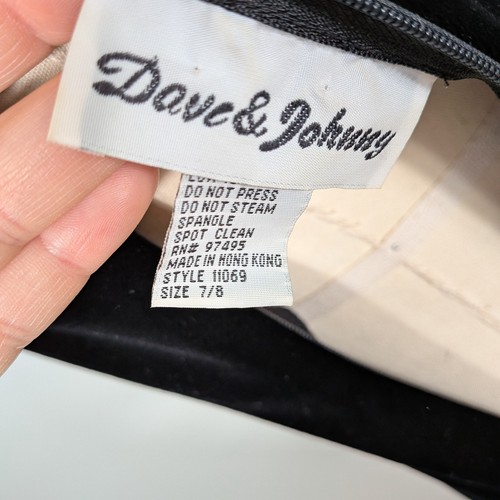 Dave & Johnny
DO NOT PRESS
DO NOT STEAM
SPANGLE
SPOT CLEAN
RN# 97495
MADE IN HONG KONG
STYLE 11069
SIZE 7/8